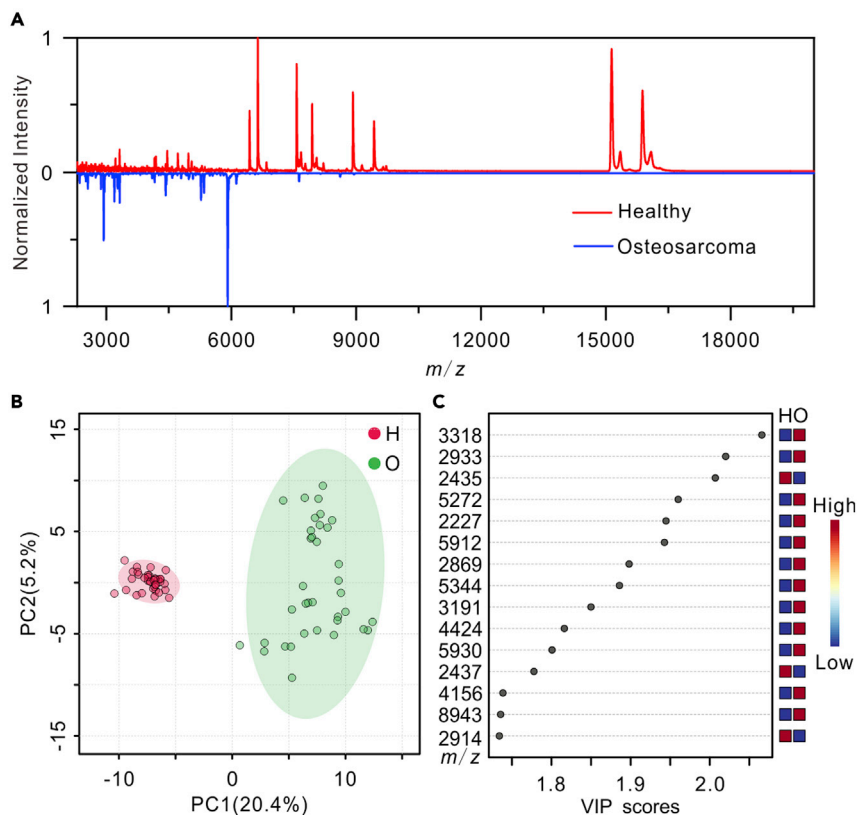 A
Normalized Intensity
1
0
1
Healthy
Osteosarcoma
3000 6000 9000 12000 15000 18000
m/z
B
H
O
PC2(5.2%)
15
5
-5
-15
-10 0 10
PC1(20.4%)
C
HO
3318
2933
2435
5272
2227
5912
2869
5344
3191
4424
5930
2437
4156
8943
2914
m/z
1.8 1.9 2.0
VIP scores
High
Low